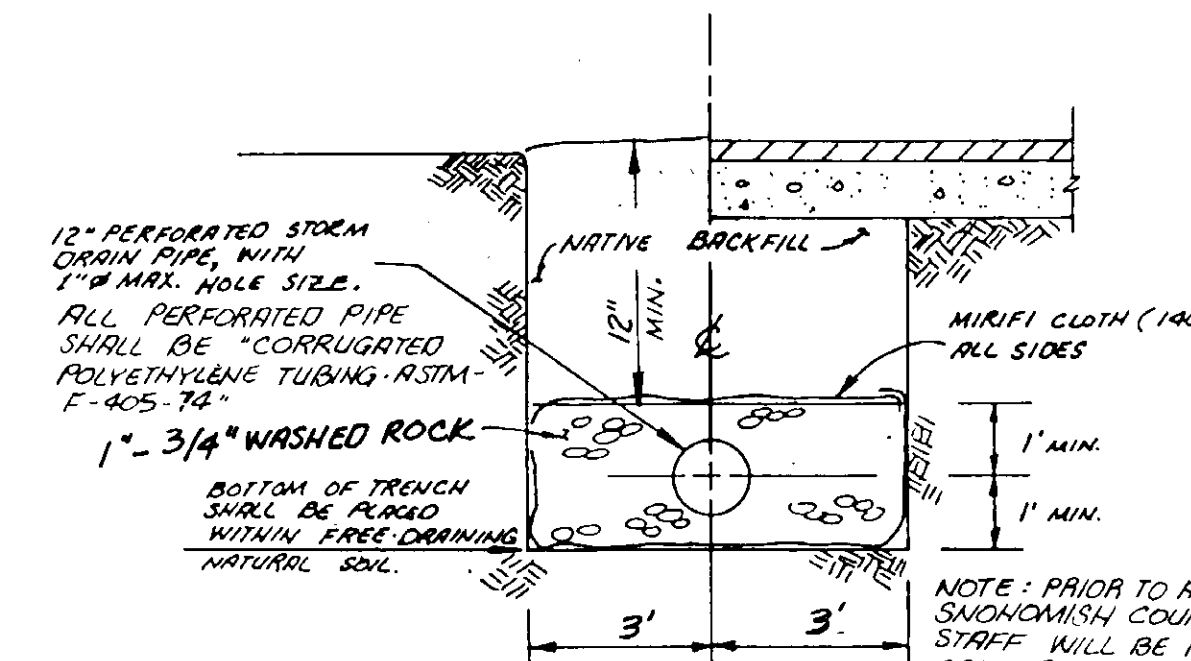 12" PERFORATED STORM
DRAIN PIPE, WITH
1"Ø MAX. HOLE SIZE.
ALL PERFORATED PIPE
SHALL BE "CORRUGATED
POLYETHYLENE TUBING-ASTM-
F-405-74"
1"- 3/4" WASHED ROCK
BOTTOM OF TRENCH
SHALL BE PLACED
WITHIN FREE-DRAINING
NATURAL SOIL.
NATIVE BACKFILL
12"
MIN.
℄
MIRIFI CLOTH (140
ALL SIDES
1' MIN.
1' MIN.
3'
3'
NOTE: PRIOR TO
SNOHOMISH COU
STAFF WILL BE